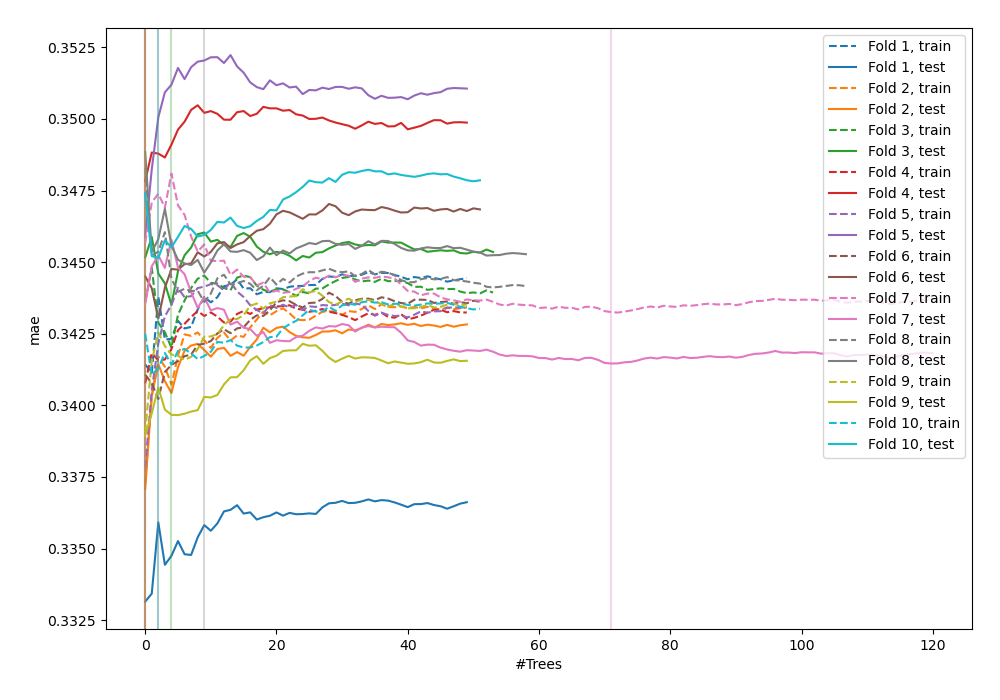 0.3525
0.3500
0.3475
0.3450
0.3425
0.3400
0.3375
0.3350
0.3325
mae
0
20
40
60
80
100
120
#Trees
Fold 1, train
Fold 1, test
Fold 2, train
Fold 2, test
Fold 3, train
Fold 3, test
Fold 4, train
Fold 4, test
Fold 5, train
Fold 5, test
Fold 6, train
Fold 6, test
Fold 7, train
Fold 7, test
Fold 8, train
Fold 8, test
Fold 9, train
Fold 9, test
Fold 10, train
Fold 10, test